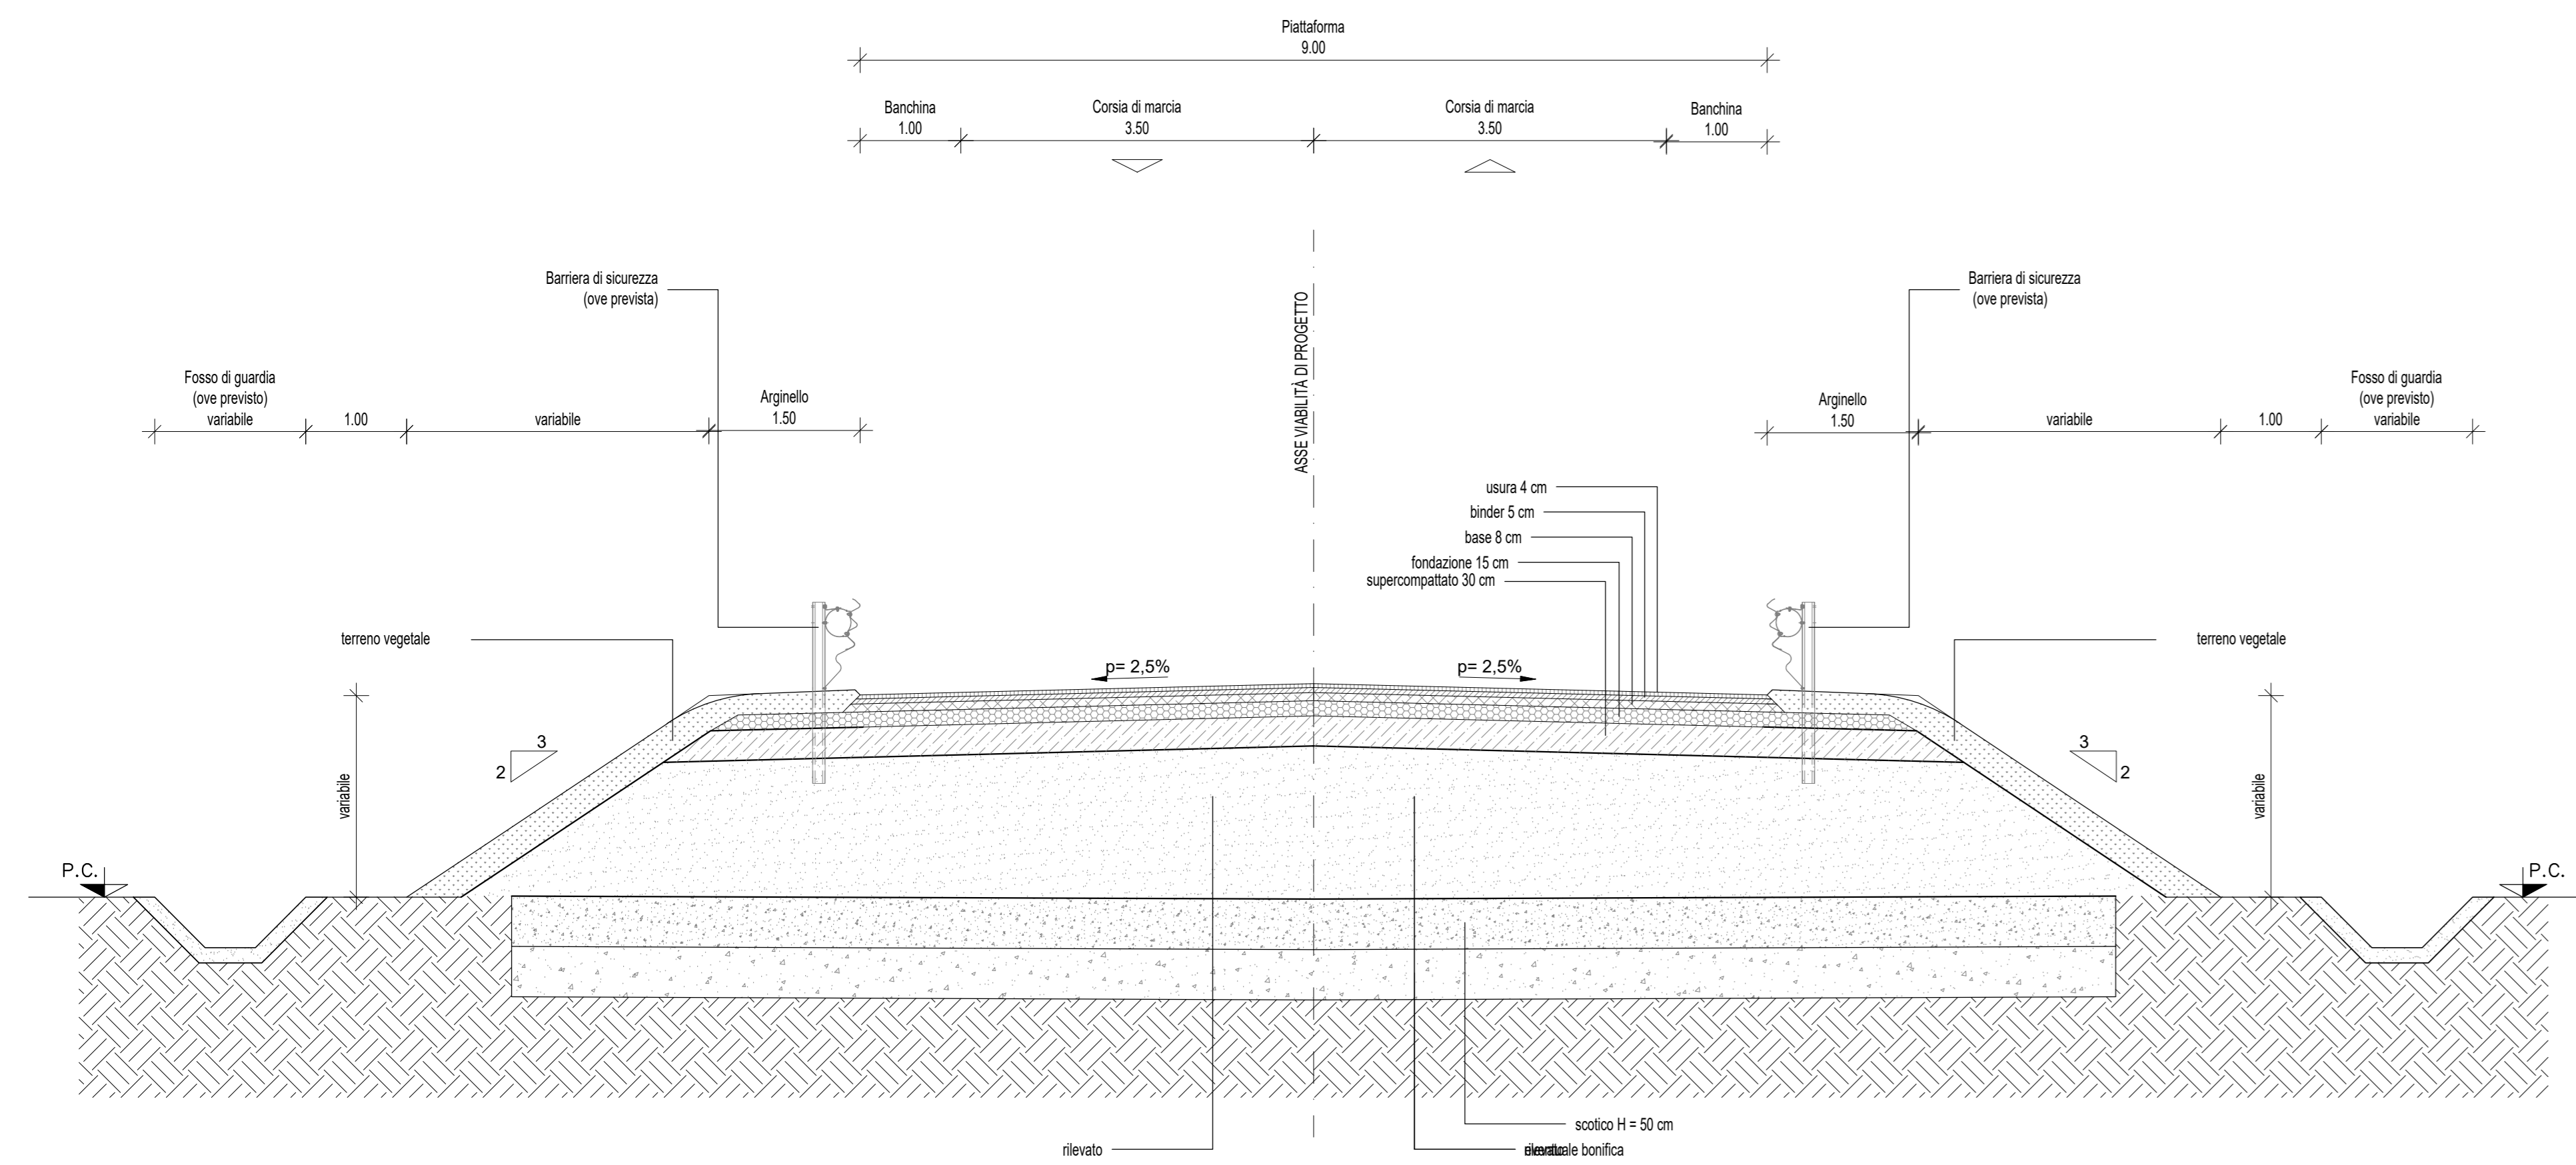 Piattaforma
9.00
Banchina
1.00
Corsia di marcia
3.50
Corsia di marcia
3.50
Banchina
1.00
Barriera di sicurezza
(ove prevista)
ASSE VIABILITÀ DI PROGETTO
Barriera di sicurezza
(ove prevista)
Fosso di guardia
(ove previsto)
variabile
1.00
variabile
Arginello
1.50
Arginello
1.50
variabile
1.00
Fosso di guardia
(ove previsto)
variabile
usura 4 cm
binder 5 cm
base 8 cm
fondazione 15 cm
supercompattato 30 cm
terreno vegetale
terreno vegetale
p= 2,5%
p= 2,5%
3
2
3
2
variabile
variabile
P.C.
P.C.
scotico H = 50 cm
rilevato
bonifica